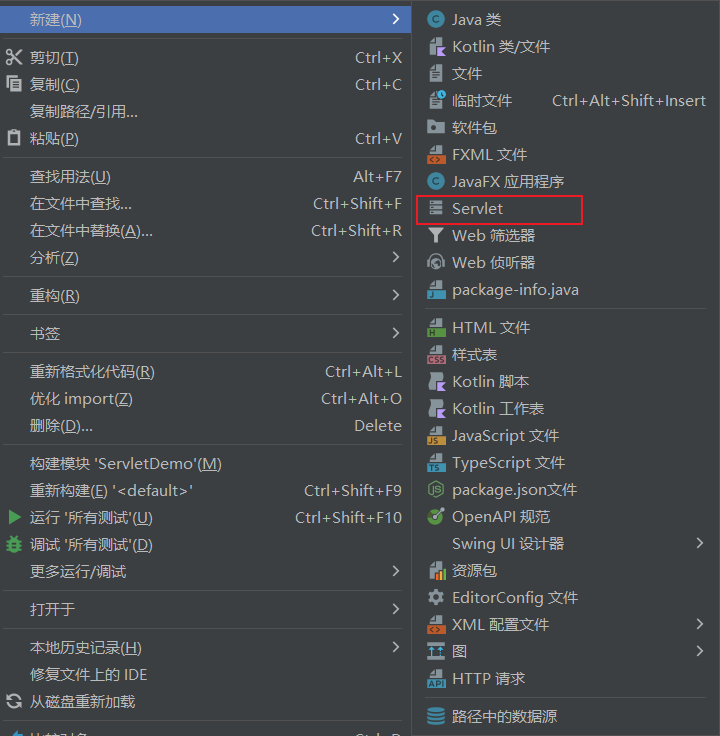 新建(N)
剪切(T) Ctrl+X
复制(C) Ctrl+C
复制路径/引用...
粘贴(P) Ctrl+V
查找用法(U) Alt+F7
在文件中查找... Ctrl+Shift+F
在文件中替换(A)... Ctrl+Shift+R
分析(Z)
重构(R)
书签
重新格式化代码(R) Ctrl+Alt+L
优化 import(Z) Ctrl+Alt+O
删除(D)... Delete
构建模块 'ServletDemo'(M)
重新构建(E) '<default>' Ctrl+Shift+F9
运行 '所有测试'(U) Ctrl+Shift+F10
调试 '所有测试'(D)
更多运行/调试
打开于
本地历史记录(H)
修复文件上的 IDE
从磁盘重新加载
Java 类
Kotlin 类/文件
文件
临时文件 Ctrl+Alt+Shift+Insert
软件包
FXML 文件
JavaFX 应用程序
Servlet
Web 筛选器
Web 侦听器
package-info.java
HTML 文件
样式表
Kotlin 脚本
Kotlin 工作表
JavaScript 文件
TypeScript 文件
package.json文件
OpenAPI 规范
Swing UI 设计器
资源包
EditorConfig 文件
XML 配置文件
图
HTTP 请求
路径中的数据源